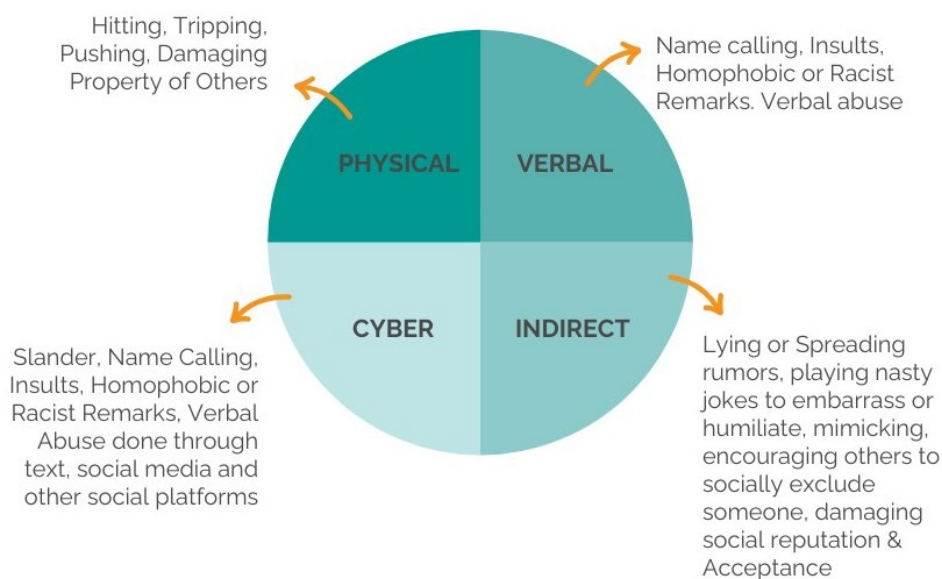 Hitting, Tripping,
Pushing, Damaging
Property of Others
Name calling, Insults,
Homophobic or Racist
Remarks. Verbal abuse
PHYSICAL
VERBAL
CYBER
INDIRECT
Slander, Name Calling,
Insults, Homophobic or
Racist Remarks, Verbal
Abuse done through
text, social media and
other social platforms
Lying or Spreading
rumors, playing nasty
jokes to embarrass or
humiliate, mimicking,
encouraging others to
socially exclude
someone, damaging
social reputation &
Acceptance